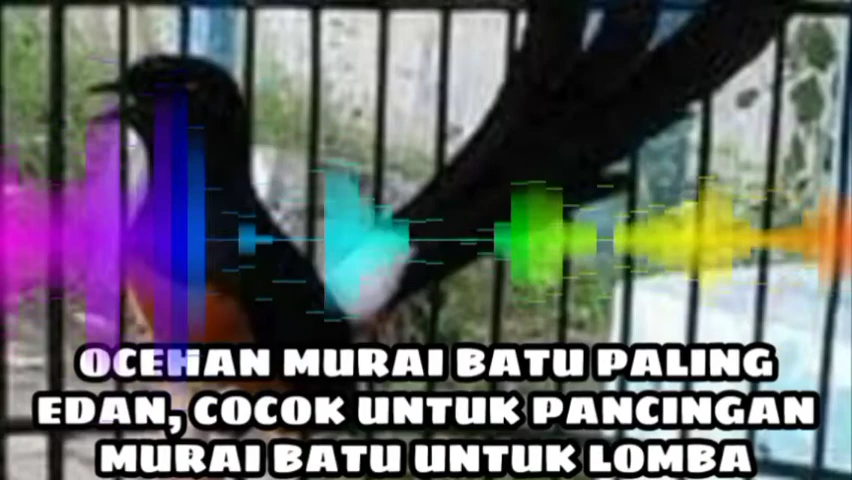 OCEHAN MURAI BATU PALING
EDAN, COCOK UNTUK PANCINGAN
MURAI BATU UNTUK LOMBA